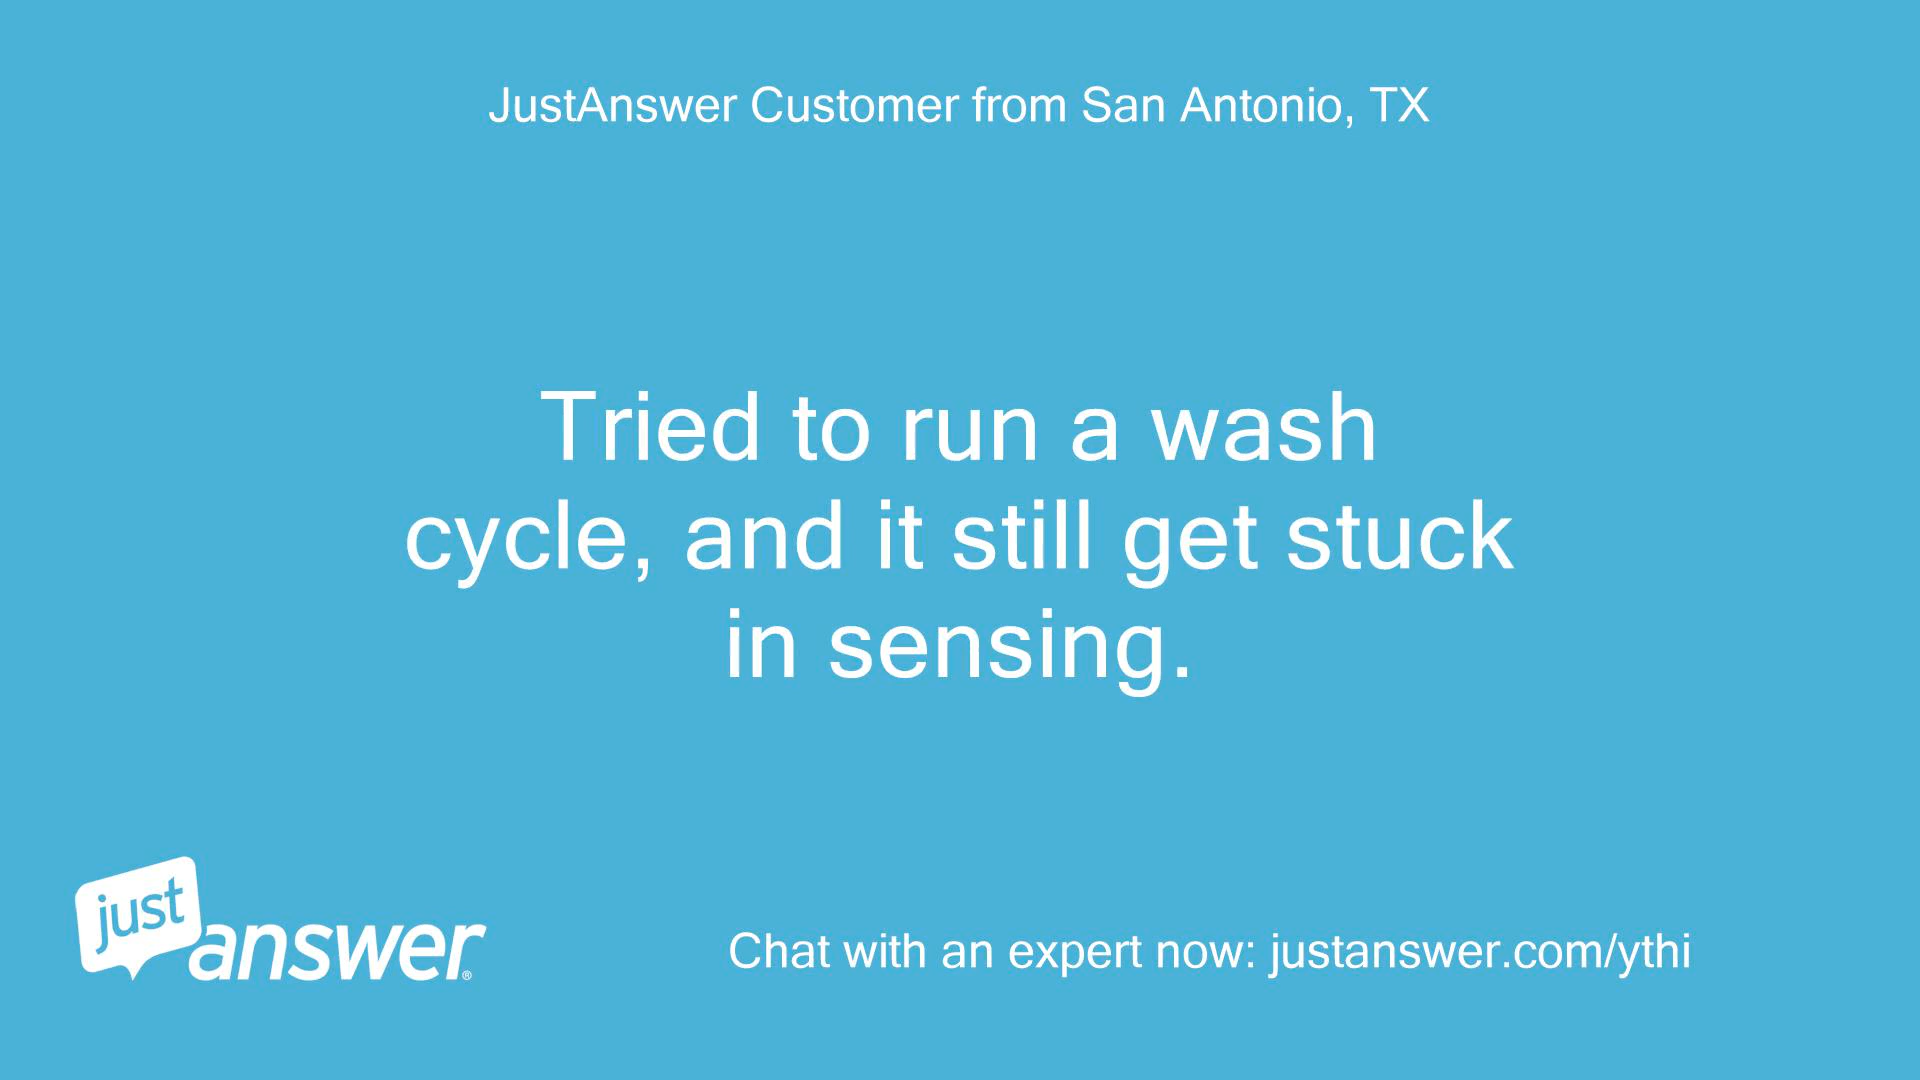 JustAnswer Customer from San Antonio, TX
Tried to run a wash
cycle, and it still get stuck
in sensing.
just
answer®
Chat with an expert now: justanswer.com/ythi